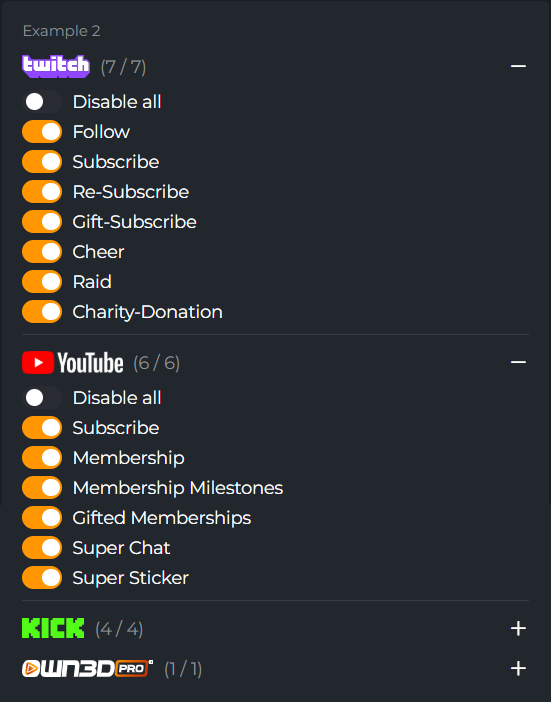 Example 2
twitch (7 / 7)
Disable all
Follow
Subscribe
Re-Subscribe
Gift-Subscribe
Cheer
Raid
Charity-Donation
YouTube (6 / 6)
Disable all
Subscribe
Membership
Membership Milestones
Gifted Memberships
Super Chat
Super Sticker
KICK (4 / 4)
OWN3D PRO (1 / 1)